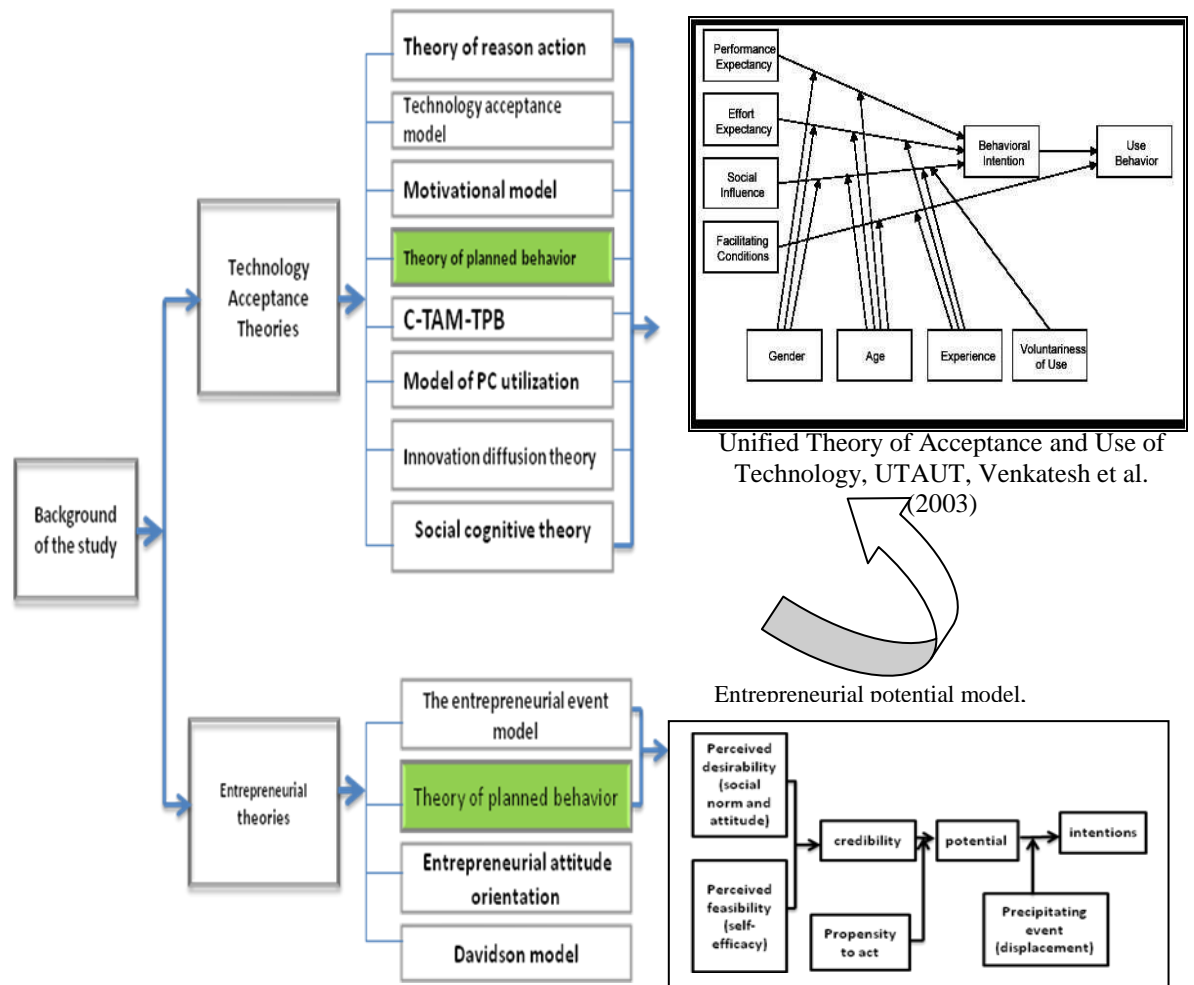 Background
of the study
Technology
Acceptance
Theories
Theory of reason action
Technology acceptance
model
Motivational model
Theory of planned behavior
C-TAM-TPB
Model of PC utilization
Innovation diffusion theory
Social cognitive theory
Performance
Expectancy
Effort
Expectancy
Social
Influence
Facilitating
Conditions
Behavioral
Intention
Use
Behavior
Gender
Age
Experience
Voluntariness
of Use
Unified Theory of Acceptance and Use of
Technology, UTAUT, Venkatesh et al.
(2003)
Entrepreneurial
theories
The entrepreneurial event
model
Theory of planned behavior
Entrepreneurial attitude
orientation
Davidson model
Entrepreneurial potential model,
Perceived
desirability
(social
norm and
attitude)
Perceived
feasibility
(self-
efficacy)
credibility
Propensity
to act
potential
Precipitating
event
(displacement)
intentions